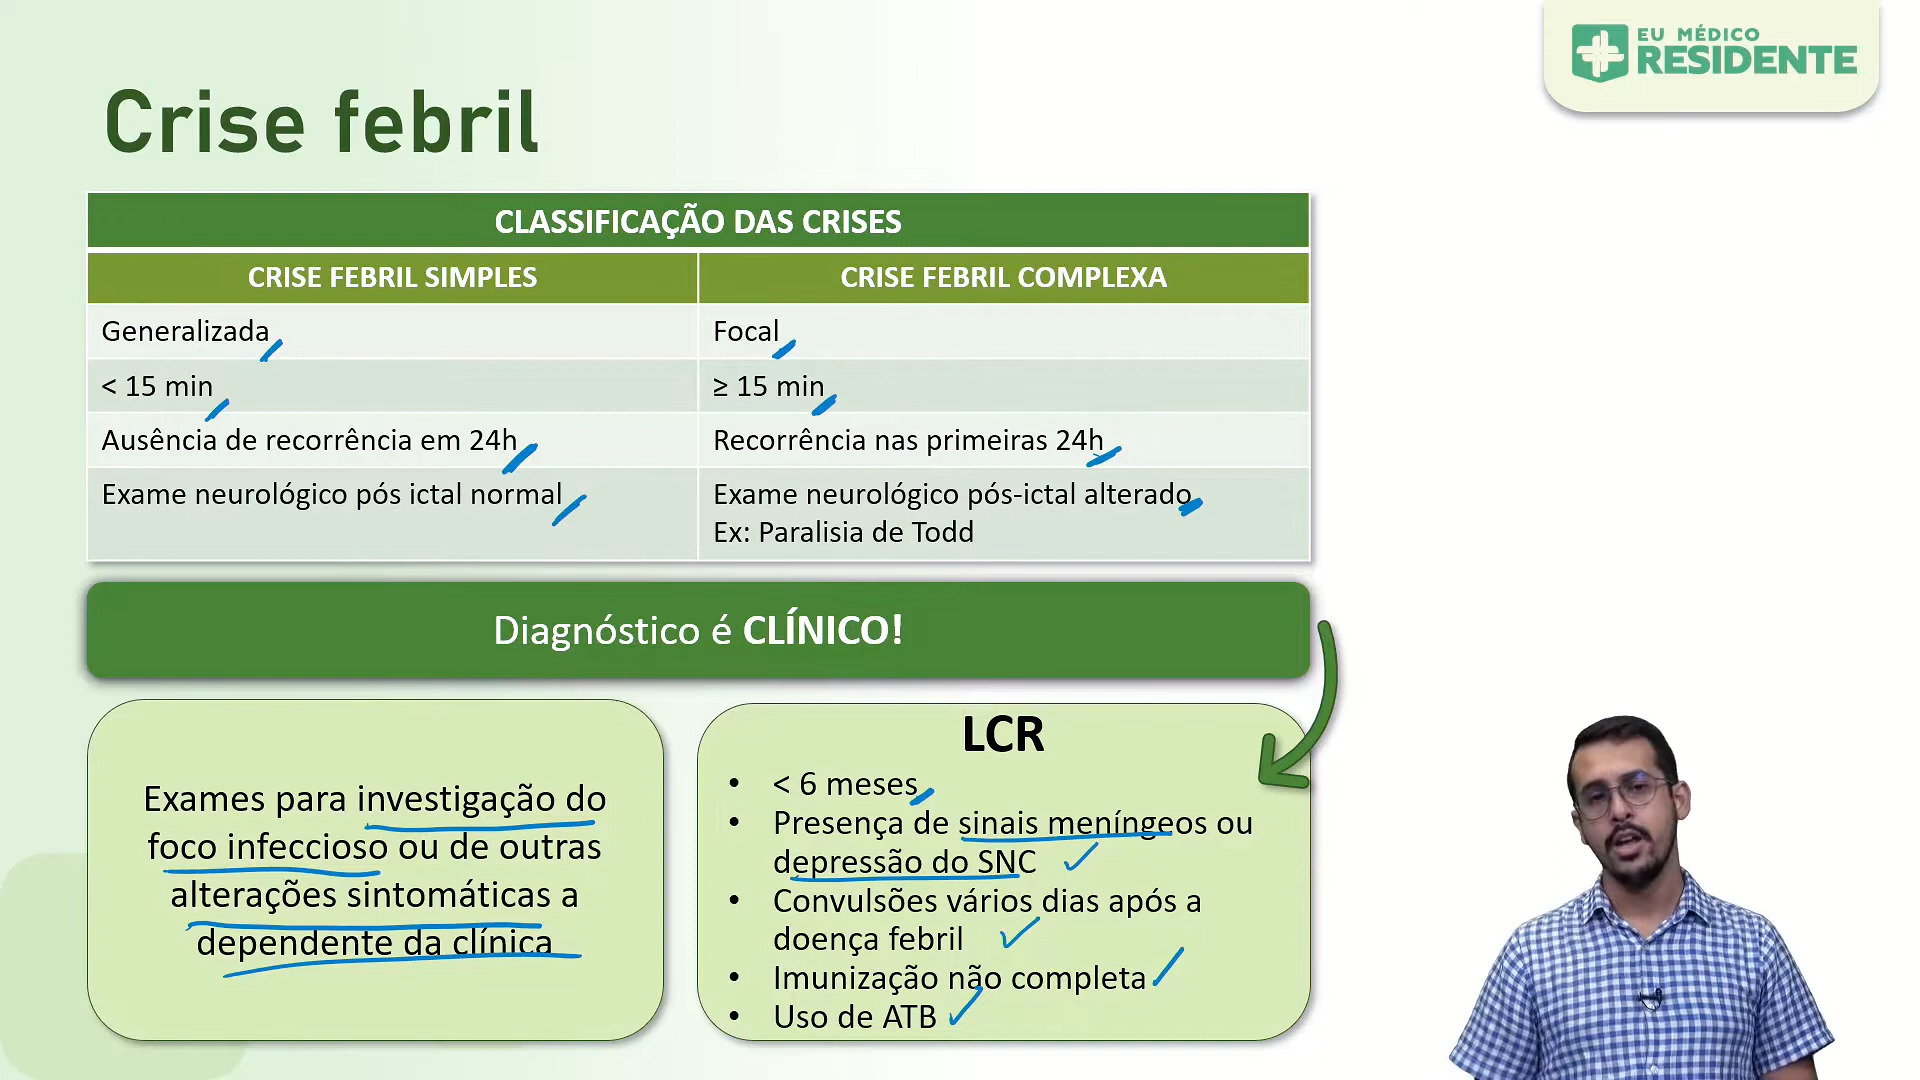 EU MÉDICO
RESIDENTE
Crise febril
CLASSIFICAÇÃO DAS CRISES
CRISE FEBRIL SIMPLES
CRISE FEBRIL COMPLEXA
Generalizada
Focal
< 15 min
≥ 15 min
Ausência de recorrência em 24h
Recorrência nas primeiras 24h
Exame neurológico pós ictal normal
Exame neurológico pós-ictal alterado
Ex: Paralisia de Todd
Diagnóstico é CLÍNICO!
Exames para investigação do
foco infeccioso ou de outras
alterações sintomáticas a
dependente da clínica
LCR
• < 6 meses
• Presença de sinais meníngeos ou
depressão do SNC
• Convulsões vários dias após a
doença febril
• Imunização não completa
• Uso de ATB